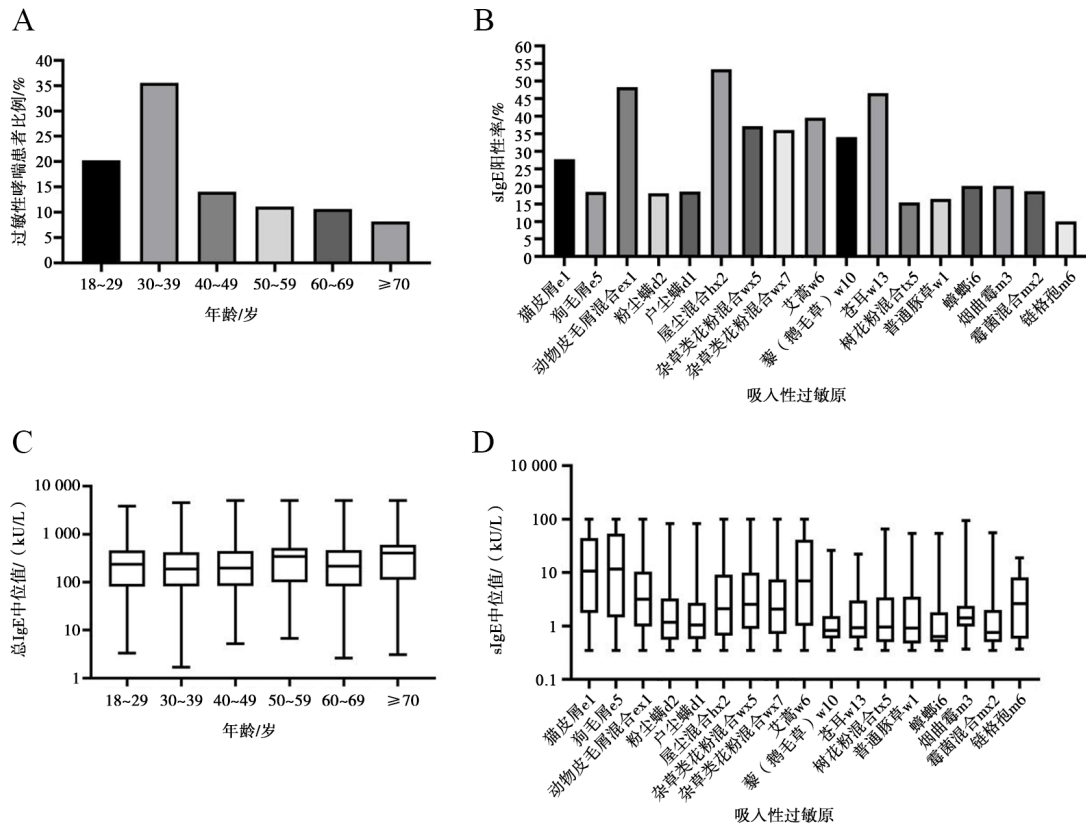 A
过敏性哮喘患者比例/%
40
35
30
25
20
15
10
5
0
18~29 30~39 40~49 50~59 60~69 ≥70
年龄/岁
B
sIgE阳性率/%
60
55
50
45
40
35
30
25
20
15
10
5
0
猫皮屑e1
狗毛屑e5
动物皮毛屑混合ex1
粉尘螨d2
户尘螨d1
屋尘混合hx2
杂草类花粉混合wx5
杂草类花粉混合wx7
艾蒿w6
藜（鹅毛草）w10
苍耳w13
树花粉混合tx5
普通豚草w1
蟑螂i6
烟曲霉m3
霉菌混合mx2
链格孢m6
吸入性过敏原
C
总IgE中位值/（kU/L）
10 000
1 000
100
10
1
18~29 30~39 40~49 50~59 60~69 ≥70
年龄/岁
D
sIgE中位值/（kU/L）
10 000
100
10
1
0.1
猫皮屑e1
狗毛屑e5
动物皮毛屑混合ex1
粉尘螨d2
户尘螨d1
屋尘混合hx2
杂草类花粉混合wx5
杂草类花粉混合wx7
艾蒿w6
藜（鹅毛草）w10
苍耳w13
树花粉混合tx5
普通豚草w1
蟑螂i6
烟曲霉m3
霉菌混合mx2
链格孢m6
吸入性过敏原